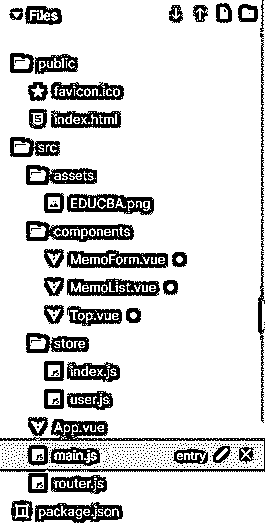 Files
public
favicon.ico
index.html
src
assets
EDUCBA.png
components
MemoForm.vue
MemoList.vue
Top.vue
store
index.js
user.js
App.vue
main.js entry
router.js
package.json